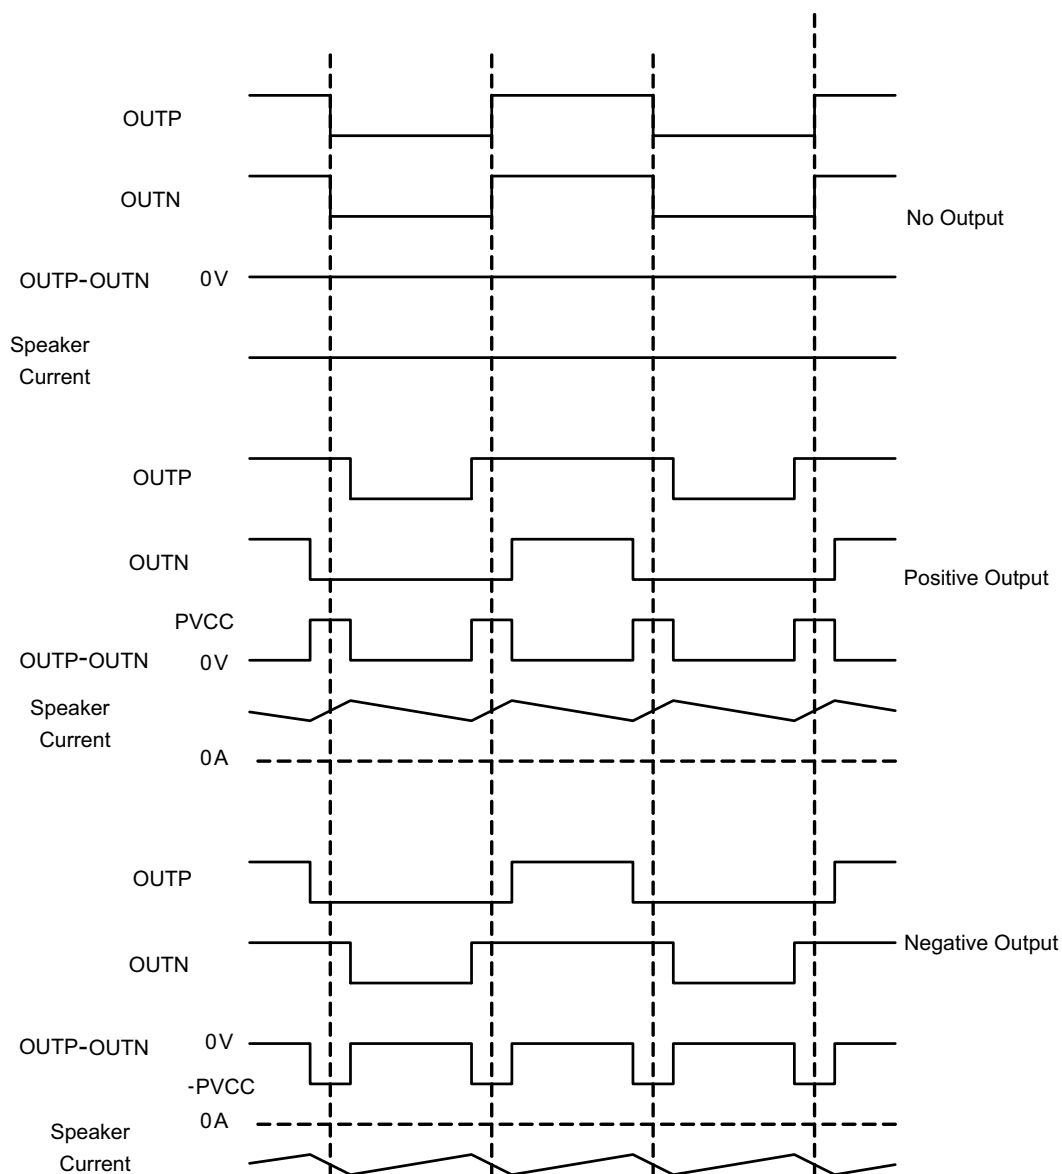 OUTP
OUTN
No Output
OUTP-OUTN 0V
Speaker
Current
OUTP
OUTN
Positive Output
PVCC
OUTP-OUTN 0V
Speaker
Current
0A
OUTP
Negative Output
OUTN
OUTP-OUTN 0V
-PVCC
0A
Speaker
Current